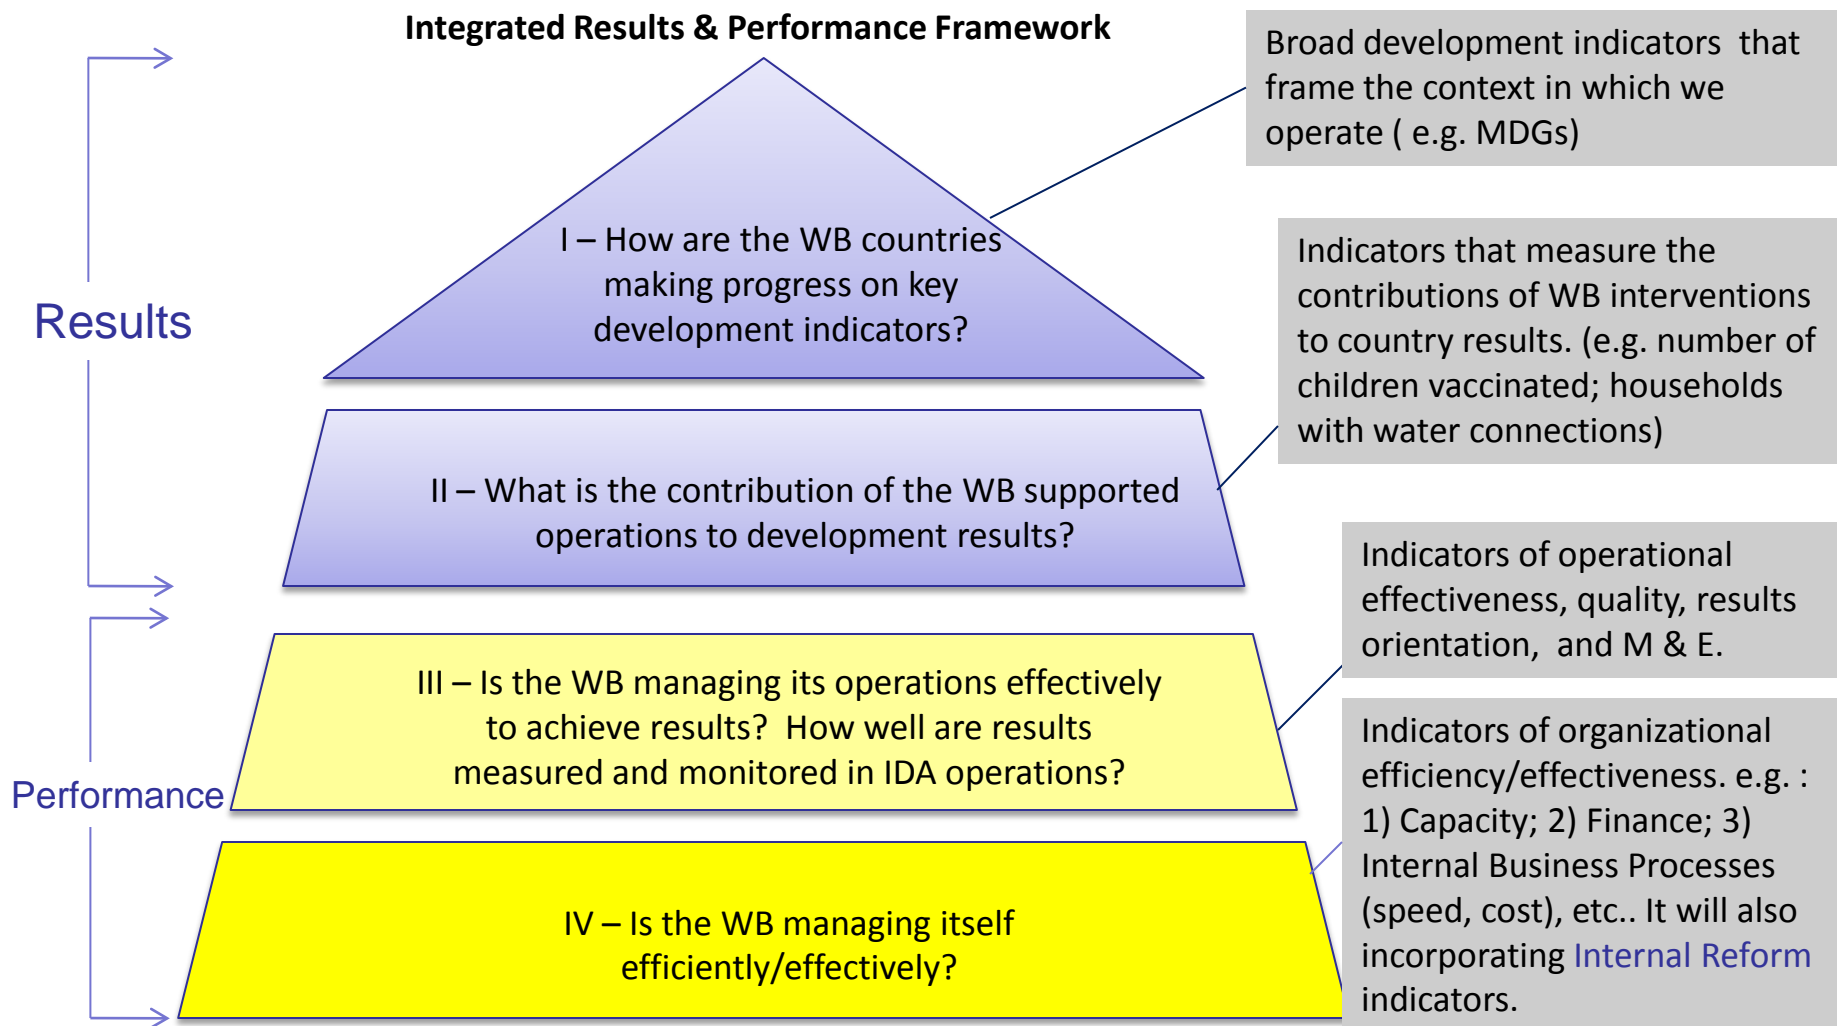 Integrated Results & Performance Framework
Broad development indicators  that
frame the context in which we
operate ( e.g. MDGs)
I – How are the WB countries
making progress on key
development indicators?
Indicators that measure the
contributions of WB interventions
to country results. (e.g. number of
children vaccinated; households
with water connections)
Results
II – What is the contribution of the WB supported
operations to development results?
Indicators of operational
effectiveness, quality, results
orientation,  and M & E.
III – Is the WB managing its operations effectively
to achieve results?  How well are results
measured and monitored in IDA operations?
Performance
Indicators of organizational
efficiency/effectiveness. e.g. :
1) Capacity; 2) Finance; 3)
Internal Business Processes
(speed, cost), etc.. It will also
incorporating Internal Reform
indicators.
IV – Is the WB managing itself
efficiently/effectively?